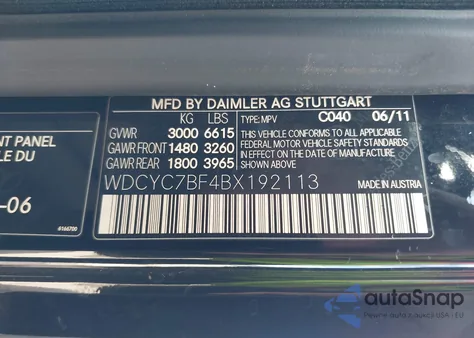 MFD BY DAIMLER AG STUTTGART
KG LBS TYPE: MPV C040 06/11
GVWR 3000 6615
GAWR FRONT 1480 3260
GAWR REAR 1800 3965
THIS VEHICLE CONFORMS TO ALL APPLICABLE
FEDERAL MOTOR VEHICLE SAFETY STANDARDS
IN EFFECT ON THE DATE OF MANUFACTURE
SHOWN ABOVE.
WDCYC7BF4BX192113
MADE IN AUSTRIA
NT PANEL
LE DU
-06
6166700
autoSnap